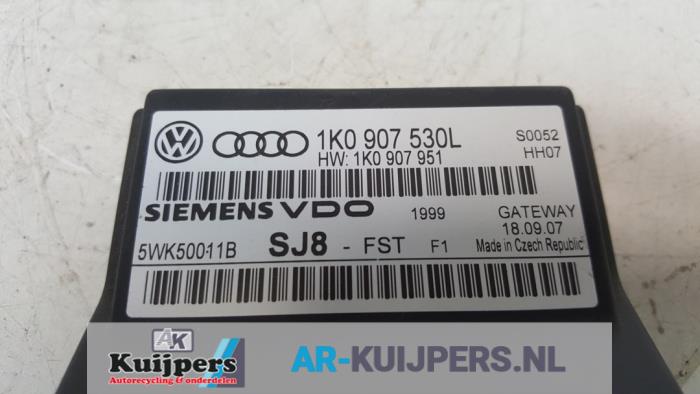 1K0 907 530L
HW: 1K0 907 951
S0052
HH07
SIEMENS VDO 1999 GATEWAY
18.09.07
5WK50011B SJ8 - FST F1 Made in Czech Republic
AK
Kuijpers
Autorecycling & onderdelen
AR-KUIJPERS.NL